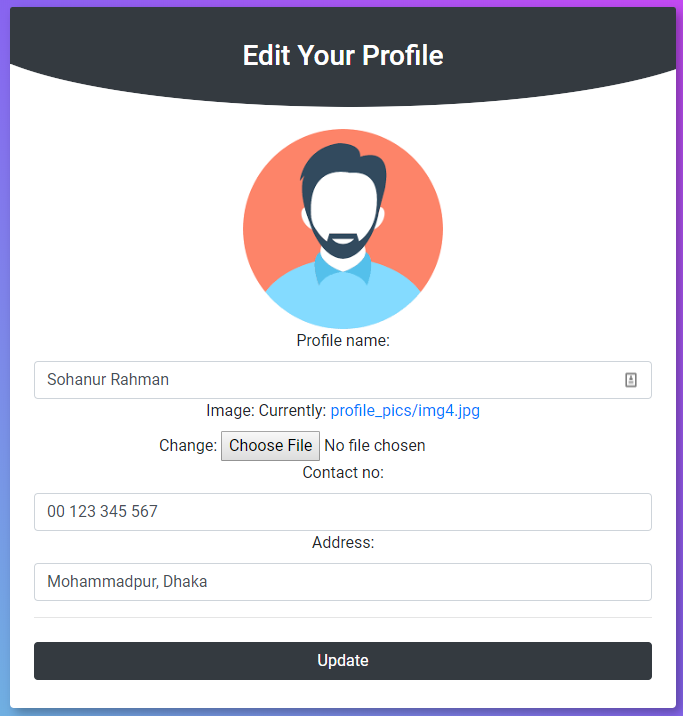 Edit Your Profile
Profile name:
Sohanur Rahman
Image: Currently: profile_pics/img4.jpg
Change: Choose File No file chosen
Contact no:
00 123 345 567
Address:
Mohammadpur, Dhaka
Update